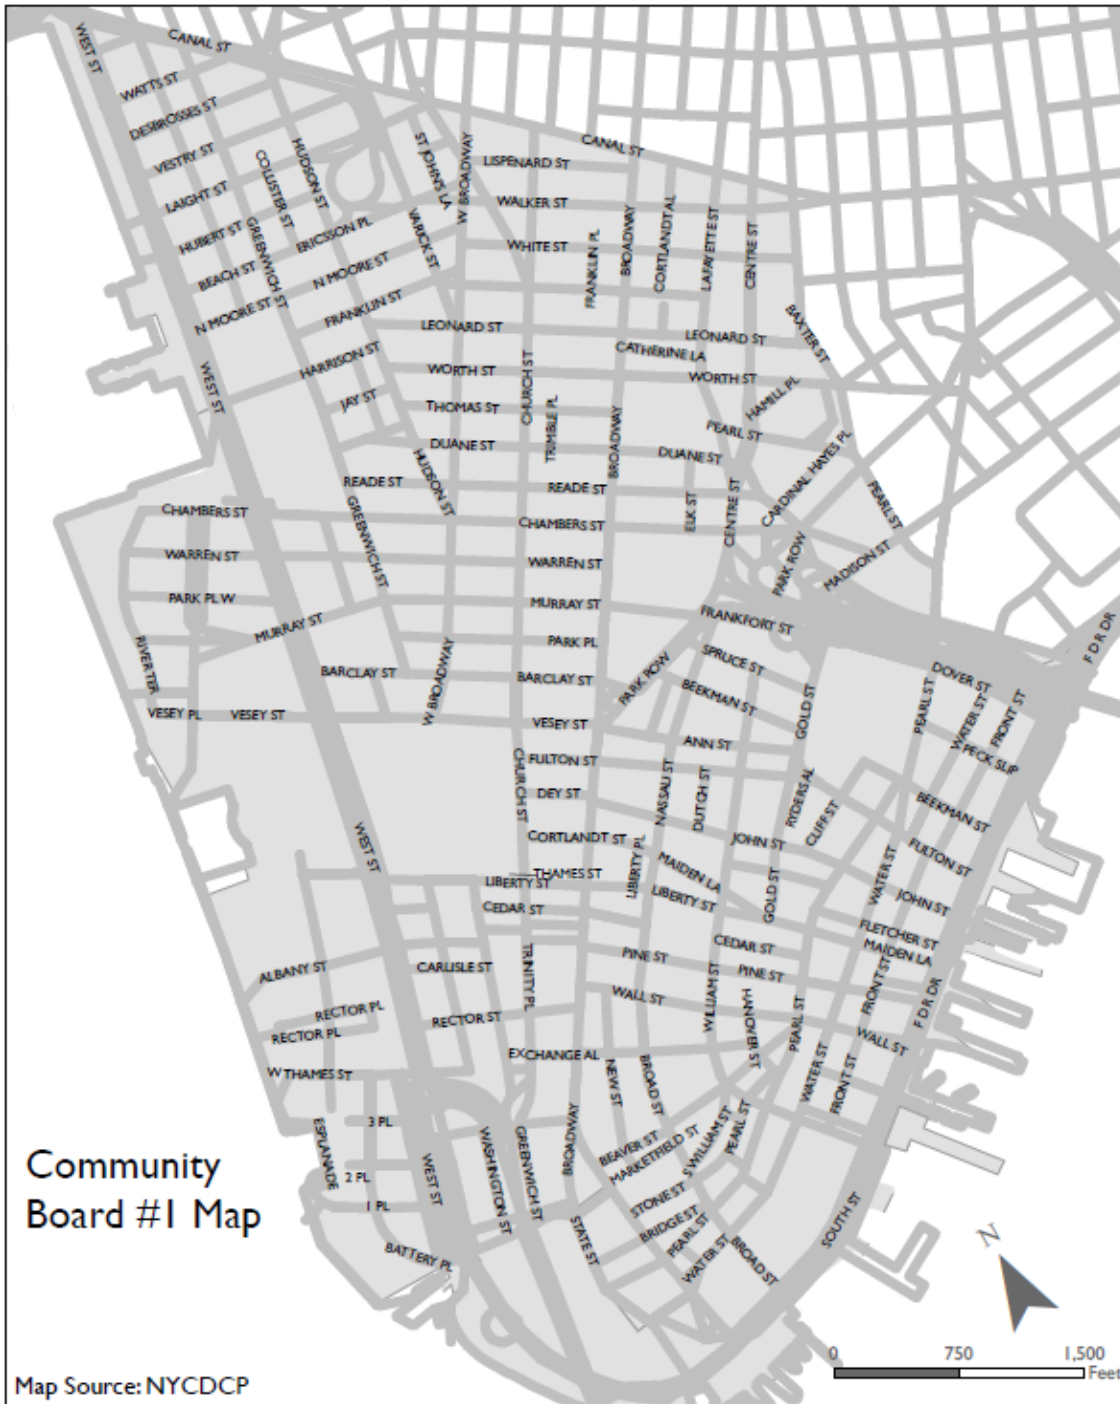 CANAL ST
WEST ST
WATTS ST
DESBROSSES ST
VESTRY ST
LAIGHT ST
HUBERT ST
BEACH ST
N MOORE ST
COLLISTER ST
HUDSON ST
GREENWICH ST
ERICSSON PL
N MOORE ST
FRANKLIN ST
HARRISON ST
JAY ST
ST JOHN'S LA
VARICK ST
W BROADWAY
CANAL ST
LISPENARD ST
WALKER ST
WHITE ST
FRANKLIN PL
BROADWAY
CORTLANDT AL
LAFAYETTE ST
CENTRE ST
BAXTER ST
LEONARD ST
LEONARD ST
CATHERINE LA
WORTH ST
WORTH ST
HAMILL PL
THOMAS ST
CHURCH ST
TRIMBLE PL
BROADWAY
PEARL ST
DUANE ST
DUANE ST
CARDINAL HAYES PL
WEST ST
READE ST
READE ST
HUDSON ST
ELK ST
CENTRE ST
PEARL ST
CHAMBERS ST
CHAMBERS ST
GREENWICH ST
WARREN ST
WARREN ST
PARK ROW
MADISON ST
PARK PL W
MURRAY ST
MURRAY ST
FRANKFORT ST
RIVER TER
PARK PL
BARCLAY ST
BARCLAY ST
W BROADWAY
PARK ROW
SPRUCE ST
BEEKMAN ST
GOLD ST
DOVER ST
F D R DR
PEARL ST
WATER ST
FRONT ST
PECK SLIP
VESEY PL
VESEY ST
VESEY ST
ANN ST
FULTON ST
CHURCH ST
DEY ST
NASSAU ST
DUTCH ST
RYDERS AL
CLIFF ST
BEEKMAN ST
CORTLANDT ST
JOHN ST
FULTON ST
WEST ST
MAIDEN LA
LIBERTY PL
WATER ST
JOHN ST
THAMES ST
LIBERTY ST
LIBERTY ST
GOLD ST
CEDAR ST
CEDAR ST
FLETCHER ST
MAIDEN LA
PINE ST
PINE ST
ALBANY ST
CARLISLE ST
TRINITY PL
WALL ST
WILLIAM ST
HANOVER ST
PEARL ST
FRONT ST
F D R DR
WALL ST
RECTOR PL
RECTOR PL
RECTOR ST
EXCHANGE AL
W THAMES ST
NEW ST
BROAD ST
WATER ST
FRONT ST
3 PL
ESPLANADE
2 PL
1 PL
WEST ST
BATTERY PL
WASHINGTON ST
GREENWICH ST
BROADWAY
BEAVER ST
MARKETFIELD ST
S WILLIAM ST
PEARL ST
STONE ST
BRIDGE ST
PEARL ST
STATE ST
WATER ST
BROAD ST
SOUTH ST
Community
Board #1 Map
N
0 750 1,500
Feet
Map Source: NYCDCP